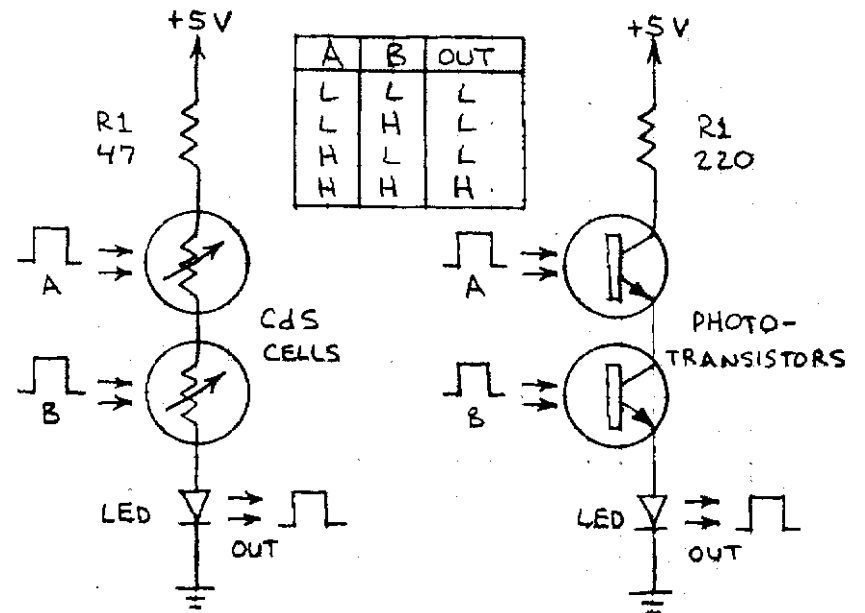 +5V
R1
47
A
B
CdS
CELLS
LED
OUT
A B OUT
L L L
L H L
H L L
H H H
+5V
R1
220
A
B
PHOTO-
TRANSISTORS
LED
OUT